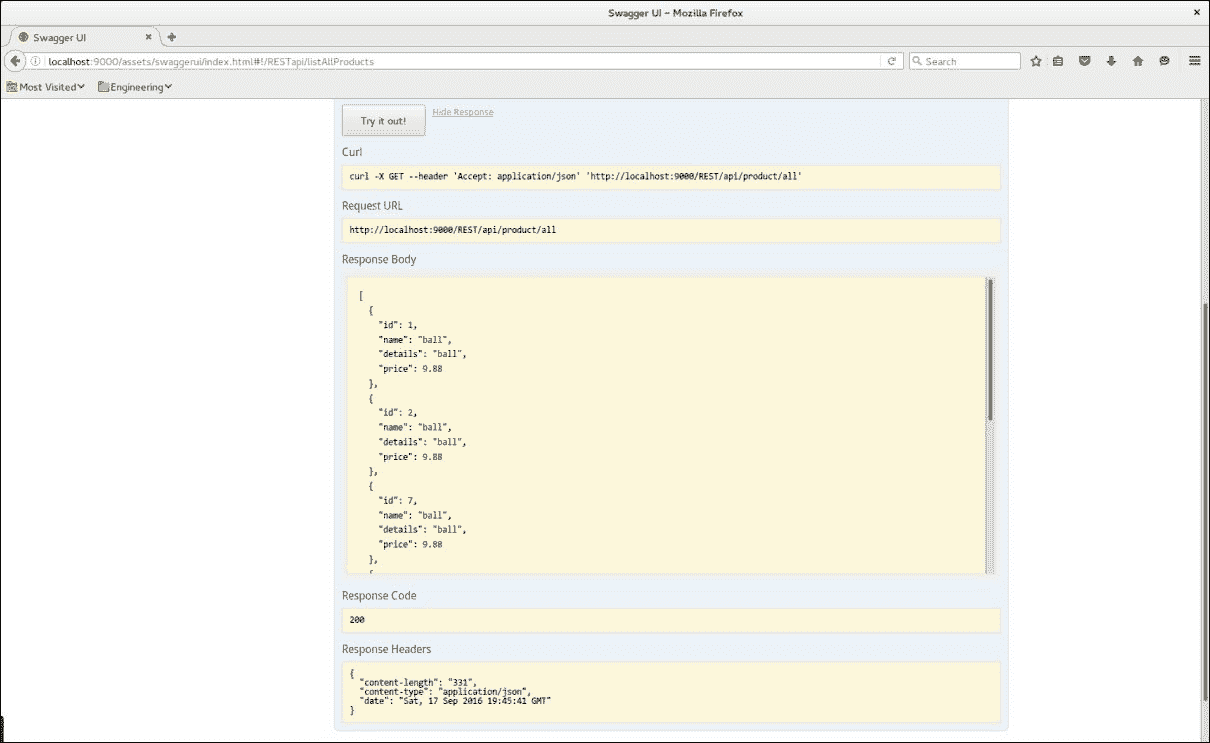 Swagger UI - Mozilla Firefox
Swagger UI
localhost:9000/assets/swaggerui/index.html#!/RESTapi/listAllProducts
Search
Most Visited
Engineering
Try it out!
Hide Response
Curl
curl -X GET --header 'Accept: application/json' 'http://localhost:9000/REST/api/product/all'
Request URL
http://localhost:9000/REST/api/product/all
Response Body
[
{
"id": 1,
"name": "ball",
"details": "ball",
"price": 9.88
},
{
"id": 2,
"name": "ball",
"details": "ball",
"price": 9.88
},
{
"id": 7,
"name": "ball",
"details": "ball",
"price": 9.88
},
{
Response Code
200
Response Headers
{
"content-length": "331",
"content-type": "application/json",
"date": "Sat, 17 Sep 2016 19:45:41 GMT"
}